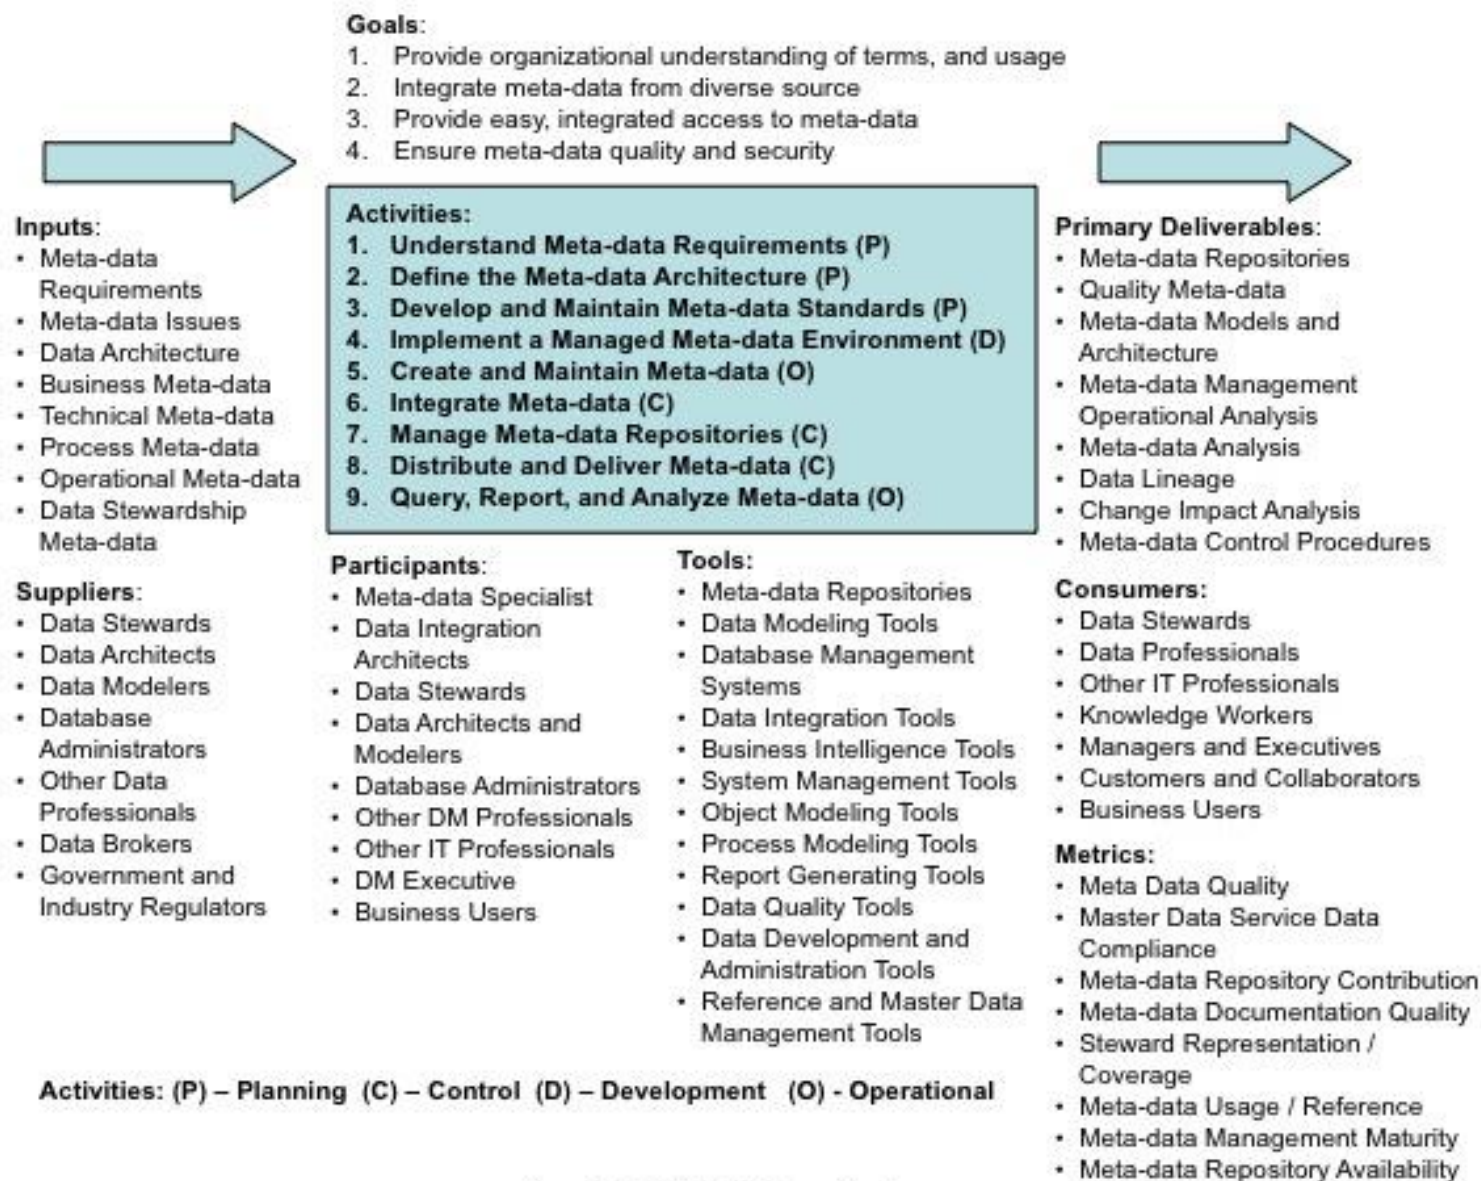 Goals:
1. Provide organizational understanding of terms, and usage
2. Integrate meta-data from diverse source
3. Provide easy, integrated access to meta-data
4. Ensure meta-data quality and security
Inputs:
• Meta-data
Requirements
• Meta-data Issues
• Data Architecture
• Business Meta-data
• Technical Meta-data
• Process Meta-data
• Operational Meta-data
• Data Stewardship
Meta-data
Suppliers:
• Data Stewards
• Data Architects
• Data Modelers
• Database
Administrators
• Other Data
Professionals
• Data Brokers
• Government and
Industry Regulators
Activities:
1. Understand Meta-data Requirements (P)
2. Define the Meta-data Architecture (P)
3. Develop and Maintain Meta-data Standards (P)
4. Implement a Managed Meta-data Environment (D)
5. Create and Maintain Meta-data (O)
6. Integrate Meta-data (C)
7. Manage Meta-data Repositories (C)
8. Distribute and Deliver Meta-data (C)
9. Query, Report, and Analyze Meta-data (O)
Participants:
• Meta-data Specialist
• Data Integration
Architects
• Data Stewards
• Data Architects and
Modelers
• Database Administrators
• Other DM Professionals
• Other IT Professionals
• DM Executive
• Business Users
Tools:
• Meta-data Repositories
• Data Modeling Tools
• Database Management
Systems
• Data Integration Tools
• Business Intelligence Tools
• System Management Tools
• Object Modeling Tools
• Process Modeling Tools
• Report Generating Tools
• Data Quality Tools
• Data Development and
Administration Tools
• Reference and Master Data
Management Tools
Primary Deliverables:
• Meta-data Repositories
• Quality Meta-data
• Meta-data Models and
Architecture
• Meta-data Management
Operational Analysis
• Meta-data Analysis
• Data Lineage
• Change Impact Analysis
• Meta-data Control Procedures
Consumers:
• Data Stewards
• Data Professionals
• Other IT Professionals
• Knowledge Workers
• Managers and Executives
• Customers and Collaborators
• Business Users
Metrics:
• Meta Data Quality
• Master Data Service Data
Compliance
• Meta-data Repository Contribution
• Meta-data Documentation Quality
• Steward Representation /
Coverage
• Meta-data Usage / Reference
• Meta-data Management Maturity
• Meta-data Repository Availability
Activities: (P) – Planning (C) – Control (D) – Development (O) - Operational